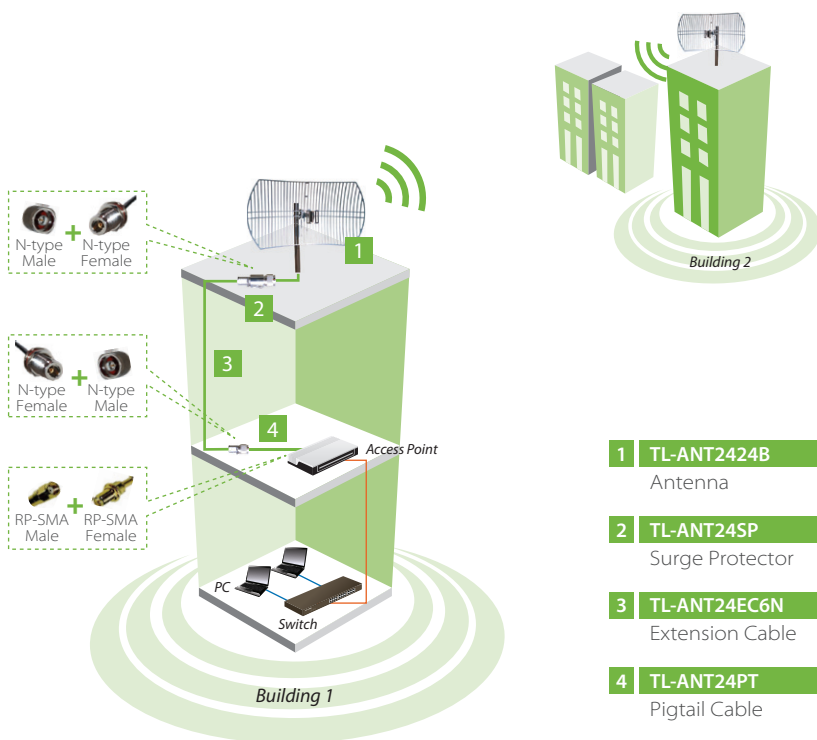 Building 2
1
N-type
Male
+
N-type
Female
2
3
N-type
Female
+
N-type
Male
4
Access Point
RP-SMA
Male
+
RP-SMA
Female
PC
Switch
Building 1
1 TL-ANT2424B
Antenna
2 TL-ANT24SP
Surge Protector
3 TL-ANT24EC6N
Extension Cable
4 TL-ANT24PT
Pigtail Cable